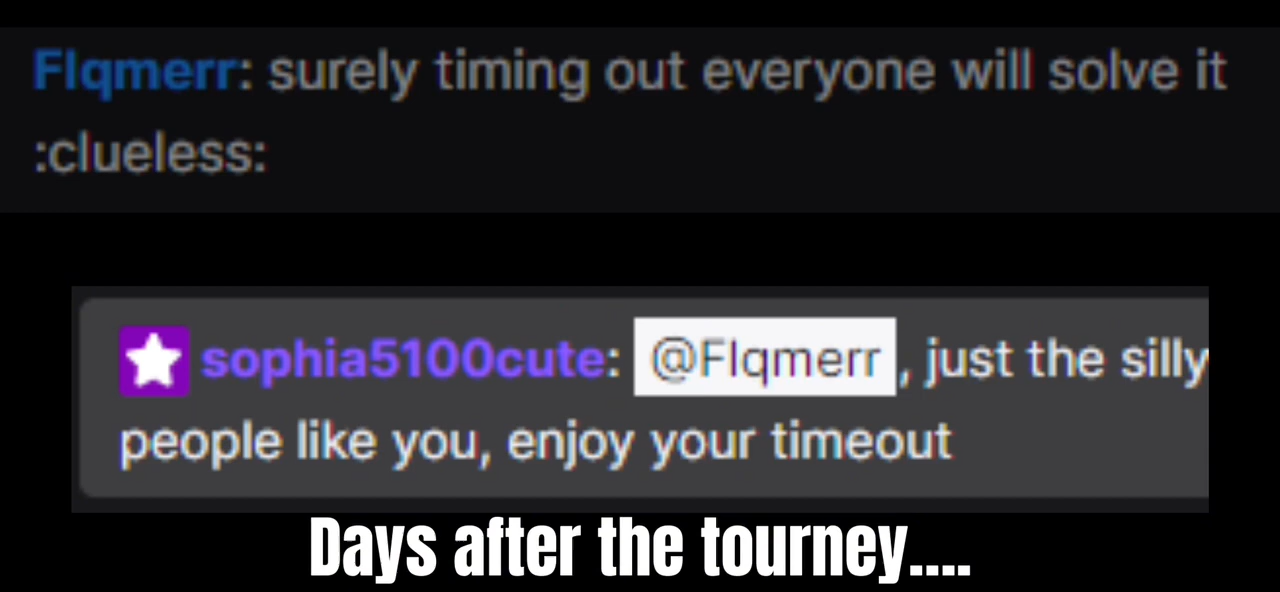 Flqmerr: surely timing out everyone will solve it
:clueless:
sophia5100cute: @Flqmerr, just the silly
people like you, enjoy your timeout
Days after the tourney....